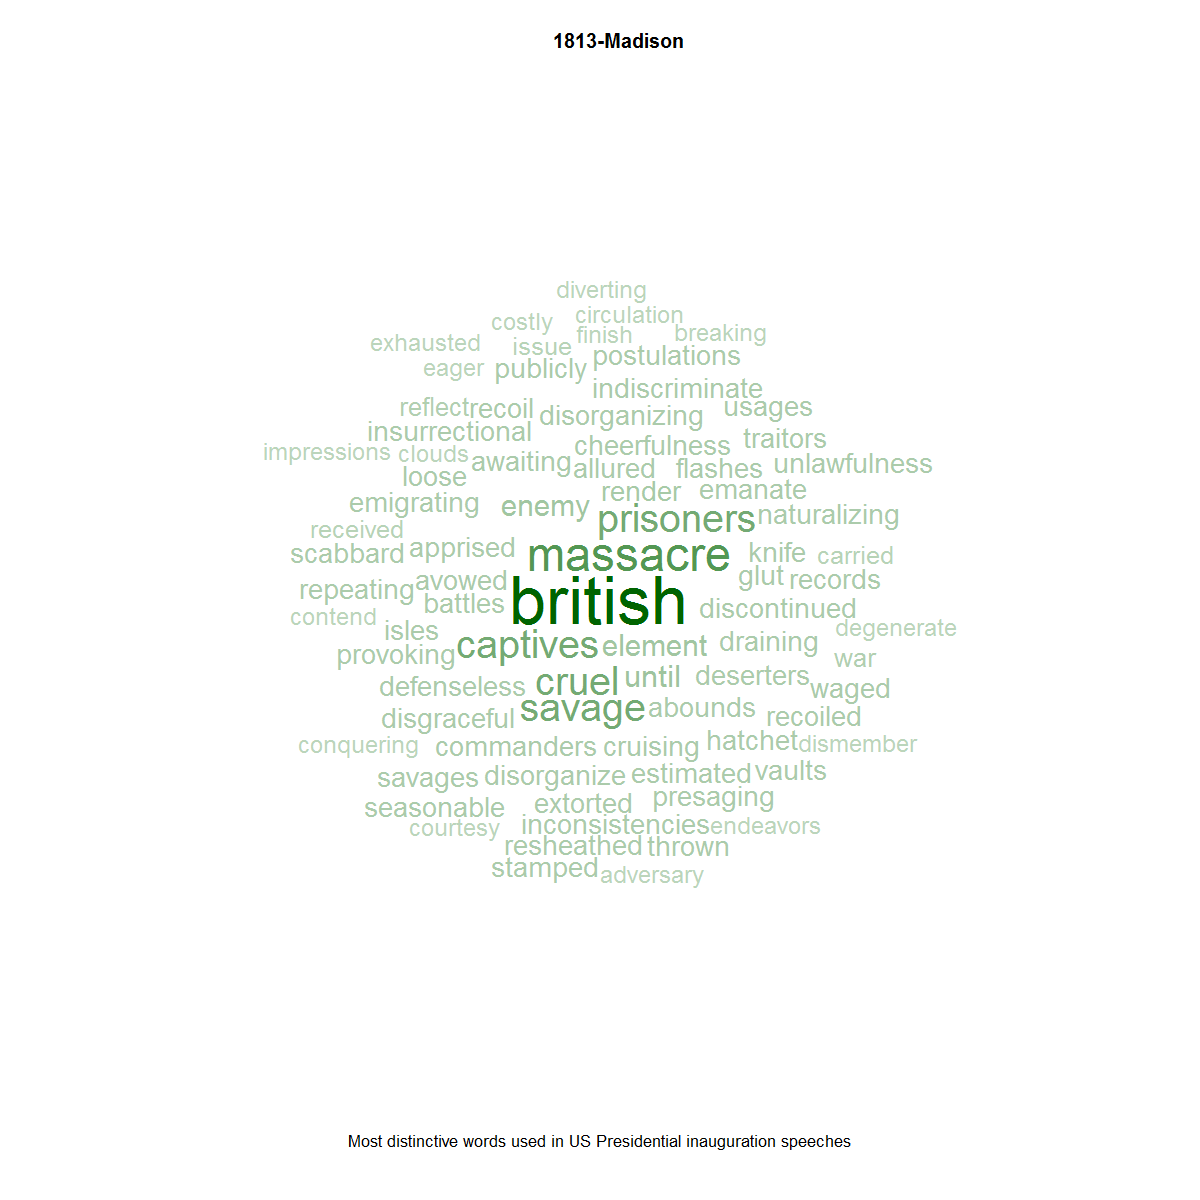 1813-Madison
diverting
costly circulation
exhausted issue finish breaking
eager publicly postulations
indiscriminate
reflect recoil disorganizing usages
insurrectional cheerfulness traitors
impressions clouds awaiting allured flashes unlawfulness
loose render emanate
emigrating enemy prisoners naturalizing
received
scabbard apprised massacre knife carried
repeating avowed british glut records
contend battles discontinued
isles captives element draining degenerate
provoking war
defenseless cruel until deserters waged
disgraceful savage abounds recoiled
conquering commanders cruising hatchet dismember
savages disorganize estimated vaults
seasonable extorted presaging
courtesy inconsistencies endeavors
resheathed thrown
stamped adversary
Most distinctive words used in US Presidential inauguration speeches